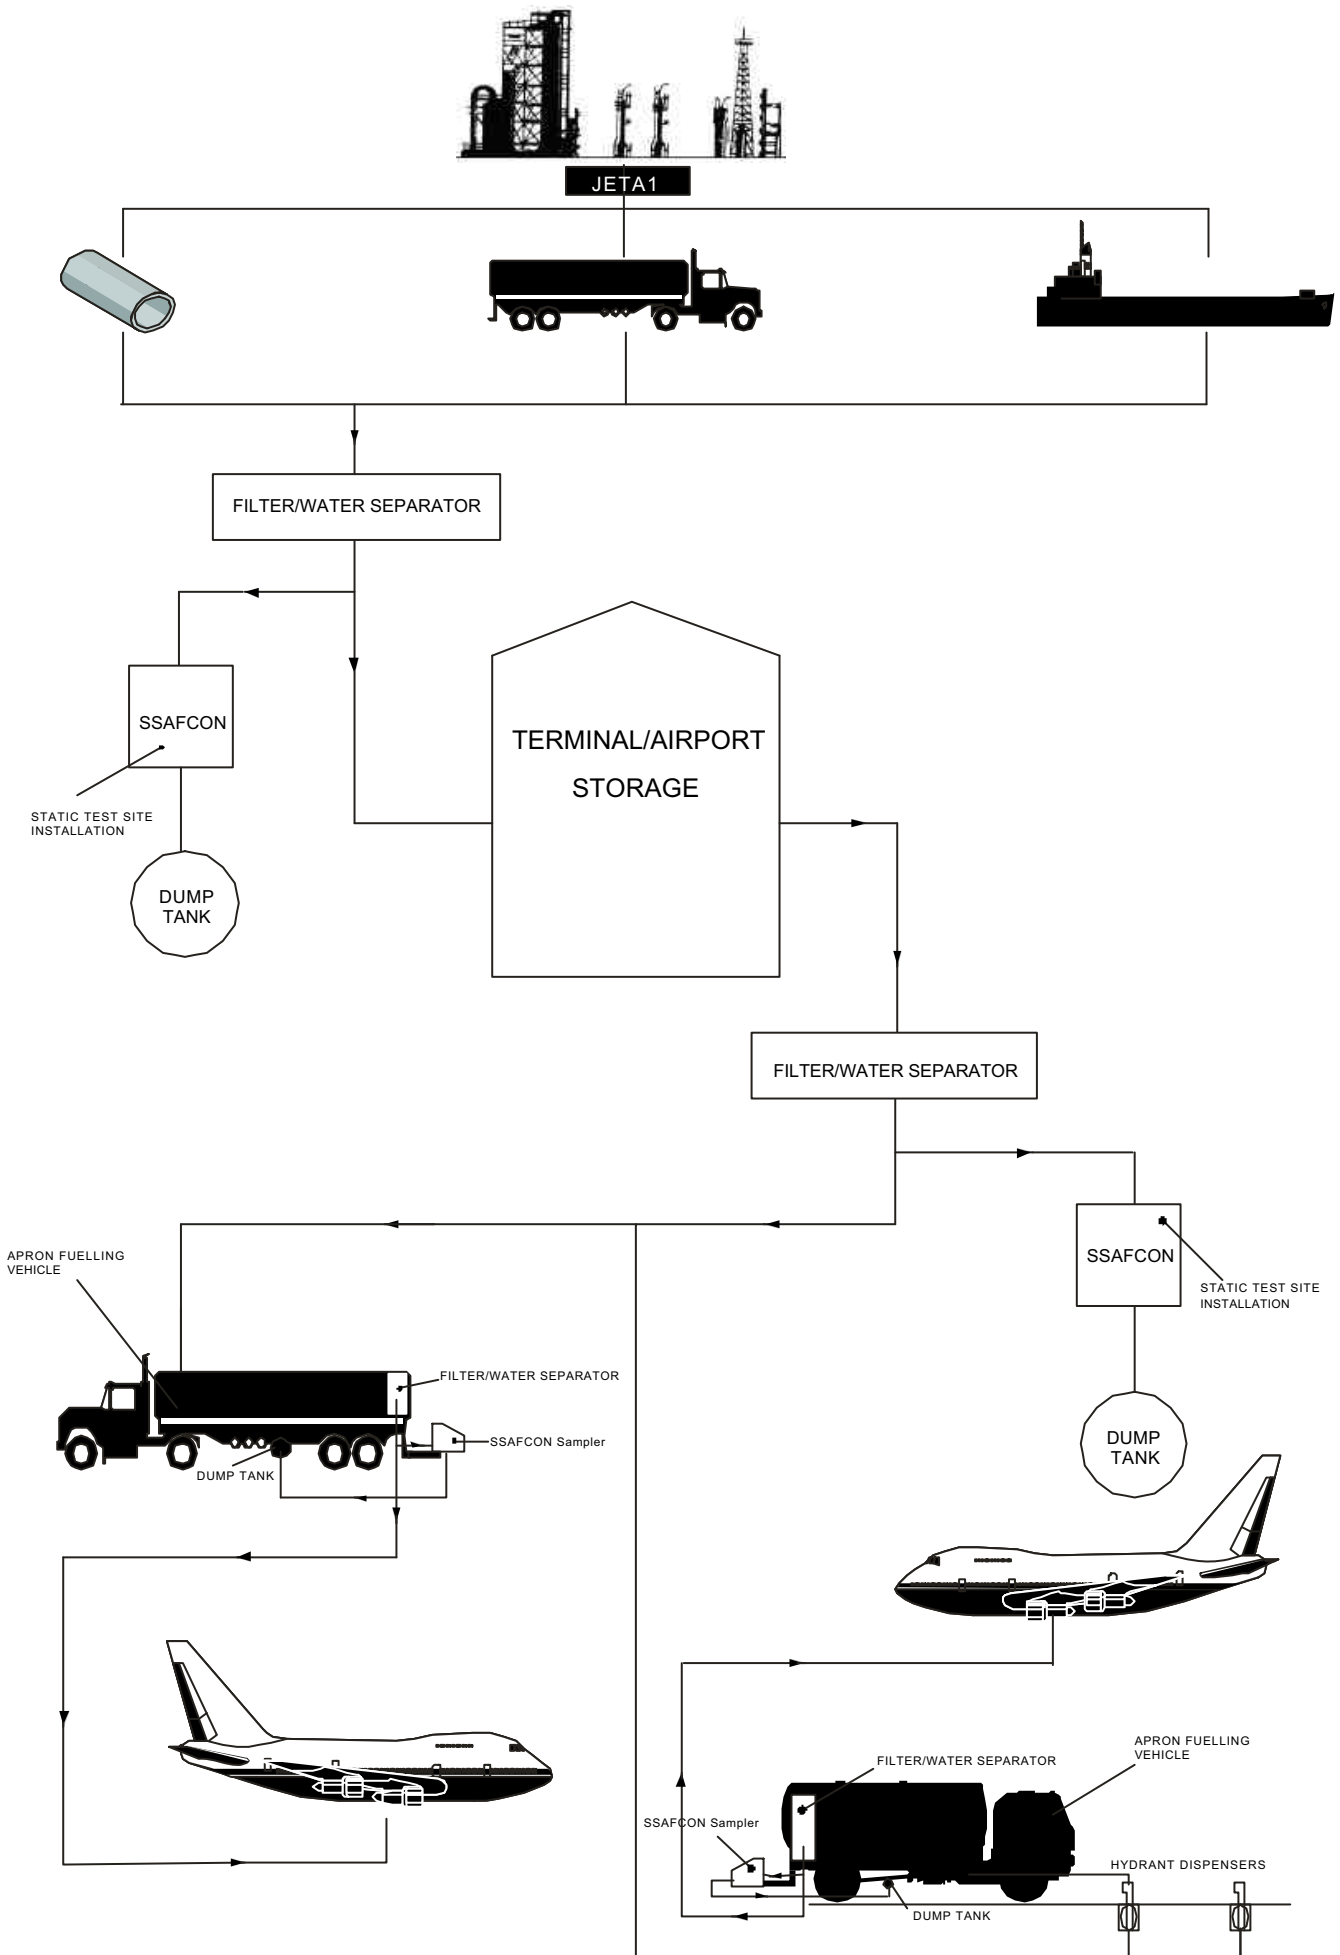 JETA1
FILTER/WATER SEPARATOR
SSAFCON
STATIC TEST SITE
INSTALLATION
DUMP
TANK
TERMINAL/AIRPORT
STORAGE
FILTER/WATER SEPARATOR
SSAFCON
STATIC TEST SITE
INSTALLATION
DUMP
TANK
APRON FUELLING
VEHICLE
FILTER/WATER SEPARATOR
SSAFCON Sampler
DUMP TANK
FILTER/WATER SEPARATOR
APRON FUELLING
VEHICLE
SSAFCON Sampler
HYDRANT DISPENSERS
DUMP TANK